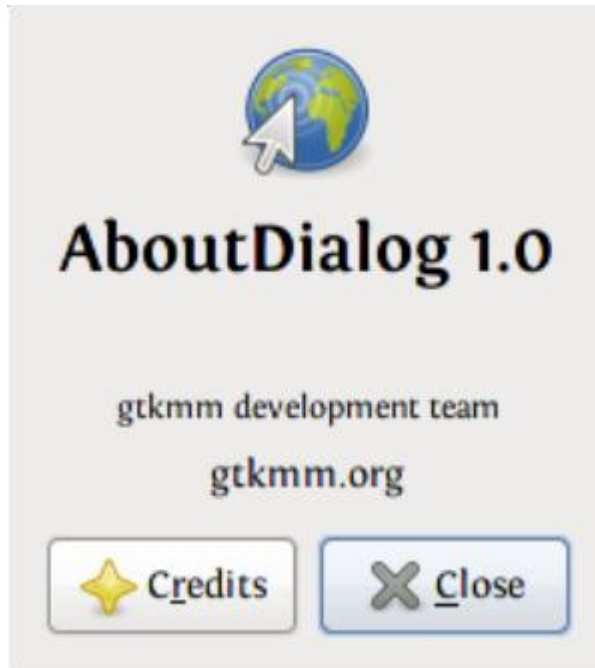 AboutDialog 1.0
gtkmm development team
gtkmm.org
Credits
Close